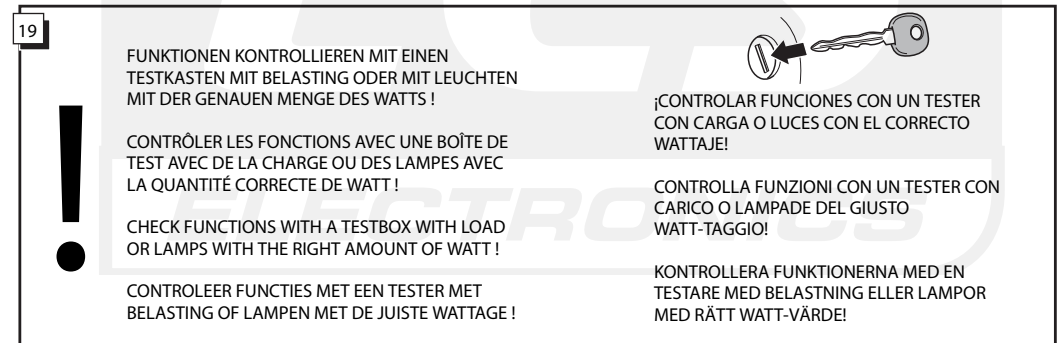 19
FUNKTIONEN KONTROLLIEREN MIT EINEN
TESTKASTEN MIT BELASTING ODER MIT LEUCHTEN
MIT DER GENAUEN MENGE DES WATTS !
CONTRÔLER LES FONCTIONS AVEC UNE BOÎTE DE
TEST AVEC DE LA CHARGE OU DES LAMPES AVEC
LA QUANTITÉ CORRECTE DE WATT !
CHECK FUNCTIONS WITH A TESTBOX WITH LOAD
OR LAMPS WITH THE RIGHT AMOUNT OF WATT !
CONTROLEER FUNCTIES MET EEN TESTER MET
BELASTING OF LAMPEN MET DE JUISTE WATTAGE !
!
¡CONTROLAR FUNCIONES CON UN TESTER
CON CARGA O LUCES CON EL CORRECTO
WATTAJE!
CONTROLLA FUNZIONI CON UN TESTER CON
CARICO O LAMPADE DEL GIUSTO
WATT-TAGGIO!
KONTROLLERA FUNKTIONERNA MED EN
TESTARE MED BELASTNING ELLER LAMPOR
MED RÄTT WATT-VÄRDE!
ELECTRONICS